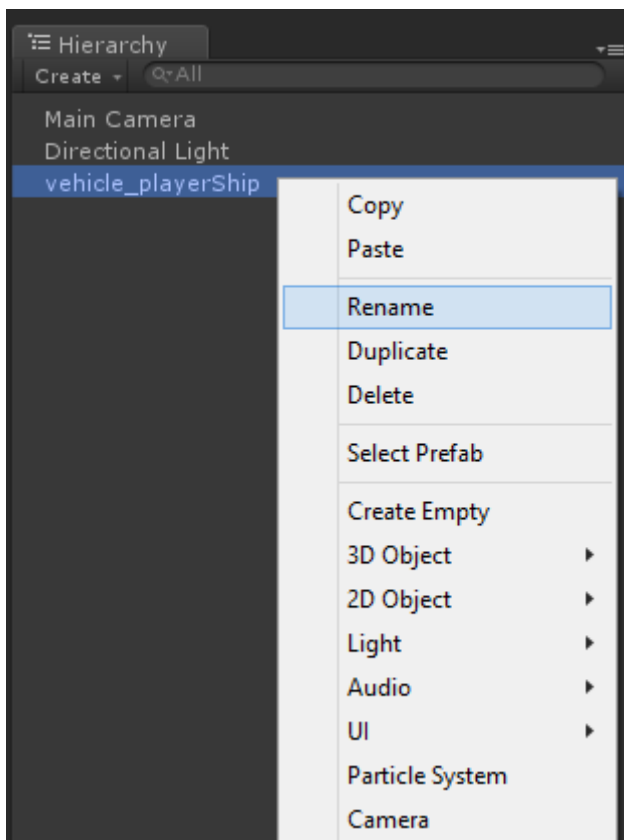 Hierarchy
Create
All
Main Camera
Directional Light
vehicle_playerShip
Copy
Paste
Rename
Duplicate
Delete
Select Prefab
Create Empty
3D Object
2D Object
Light
Audio
UI
Particle System
Camera